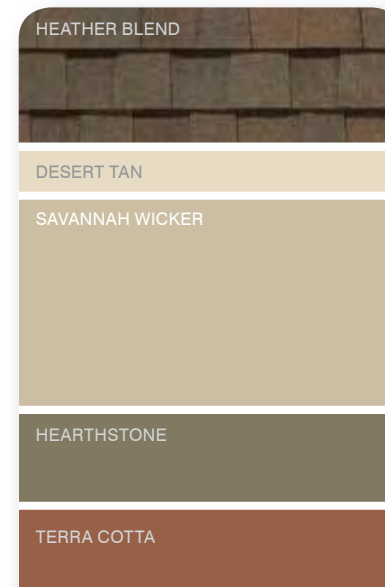 HEATHER BLEND
DESERT TAN
SAVANNAH WICKER
HEARTHSTONE
TERRA COTTA